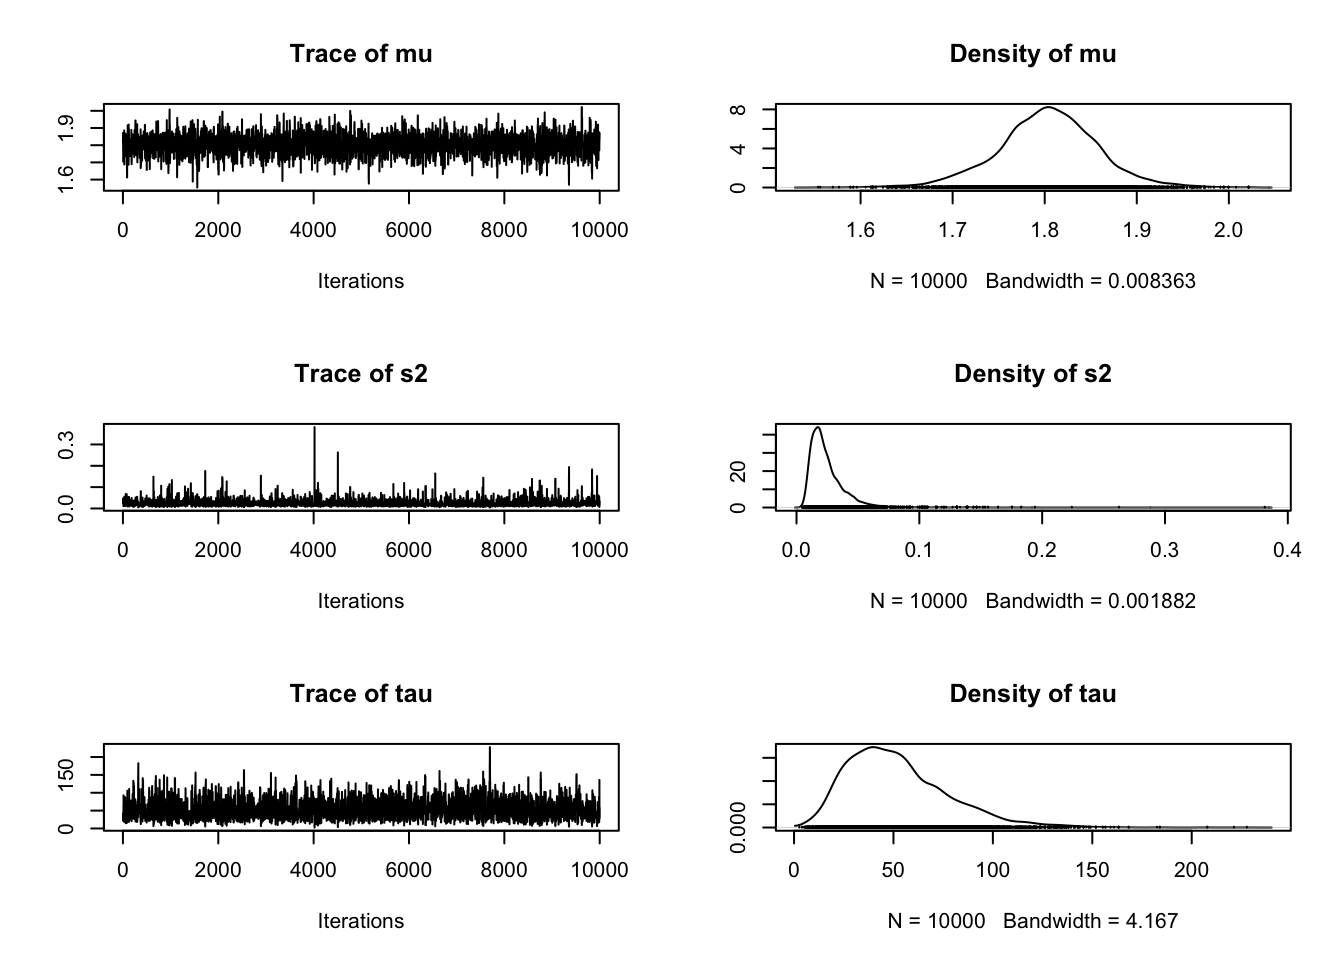 Trace of mu
1.6 1.9
0 2000 4000 6000 8000 10000
Iterations
Density of mu
0 4 8
1.6 1.7 1.8 1.9 2.0
N = 10000 Bandwidth = 0.008363
Trace of s2
0.0 0.3
0 2000 4000 6000 8000 10000
Iterations
Density of s2
0 20
0.0 0.1 0.2 0.3 0.4
N = 10000 Bandwidth = 0.001882
Trace of tau
0 150
0 2000 4000 6000 8000 10000
Iterations
Density of tau
0.000
0 50 100 150 200
N = 10000 Bandwidth = 4.167